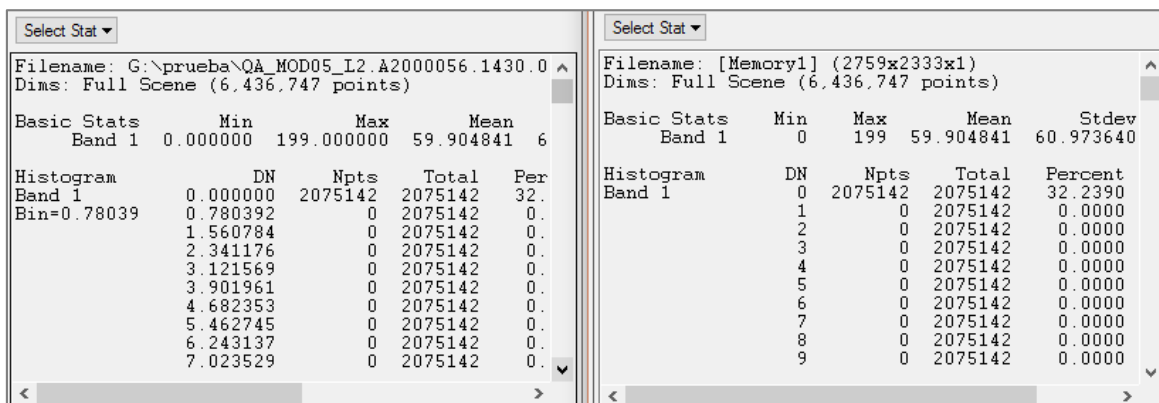 Select Stat
Filename: G:\prueba\QA_MOD05_L2.A2000056.1430.0
Dims: Full Scene (6,436,747 points)
Basic Stats Min Max Mean
Band 1 0.000000 199.000000 59.904841 6
Histogram DN Npts Total Per
Band 1 0.000000 2075142 2075142 32.
Bin=0.78039 0.780392 0 2075142 0.
1.560784 0 2075142 0.
2.341176 0 2075142 0.
3.121569 0 2075142 0.
3.901961 0 2075142 0.
4.682353 0 2075142 0.
5.462745 0 2075142 0.
6.243137 0 2075142 0.
7.023529 0 2075142 0.
Select Stat
Filename: [Memory1] (2759x2333x1)
Dims: Full Scene (6,436,747 points)
Basic Stats Min Max Mean Stdev
Band 1 0 199 59.904841 60.973640
Histogram DN Npts Total Percent
Band 1 0 2075142 2075142 32.2390
1 0 2075142 0.0000
2 0 2075142 0.0000
3 0 2075142 0.0000
4 0 2075142 0.0000
5 0 2075142 0.0000
6 0 2075142 0.0000
7 0 2075142 0.0000
8 0 2075142 0.0000
9 0 2075142 0.0000